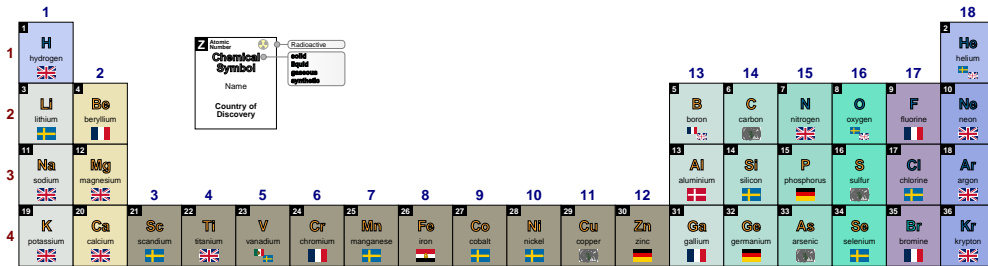 1 18
1 H hydrogen
Z Atomic Number
Radioactive
Chemical Symbol
solid
liquid
gaseous
synthetic
Name
Country of Discovery
2 He helium
1
2 13 14 15 16 17
3 Li lithium
4 Be beryllium
5 B boron
6 C carbon
7 N nitrogen
8 O oxygen
9 F fluorine
10 Ne neon
2
11 Na sodium
12 Mg magnesium
13 Al aluminium
14 Si silicon
15 P phosphorus
16 S sulfur
17 Cl chlorine
18 Ar argon
3
3 4 5 6 7 8 9 10 11 12
19 K potassium
20 Ca calcium
21 Sc scandium
22 Ti titanium
23 V vanadium
24 Cr chromium
25 Mn manganese
26 Fe iron
27 Co cobalt
28 Ni nickel
29 Cu copper
30 Zn zinc
31 Ga gallium
32 Ge germanium
33 As arsenic
34 Se selenium
35 Br bromine
36 Kr krypton
4